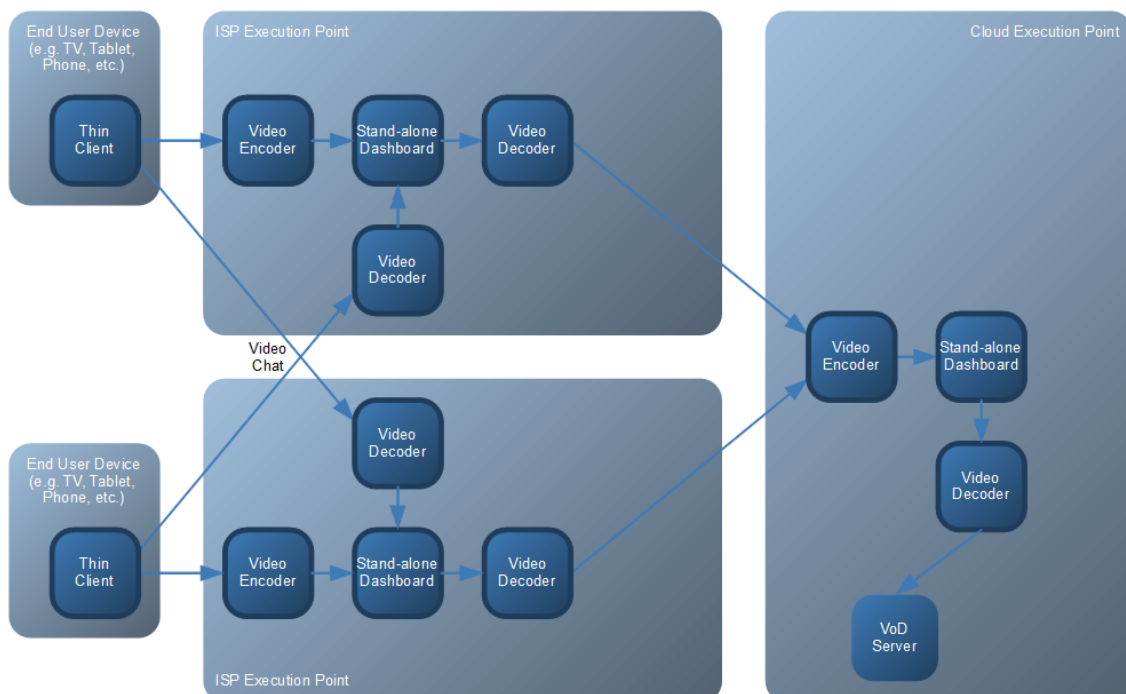 End User Device
(e.g. TV, Tablet,
Phone, etc.)
Thin
Client
ISP Execution Point
Video
Encoder
Stand-alone
Dashboard
Video
Decoder
Video
Decoder
Video
Chat
End User Device
(e.g. TV, Tablet,
Phone, etc.)
Thin
Client
Video
Decoder
Video
Encoder
Stand-alone
Dashboard
Video
Decoder
ISP Execution Point
Cloud Execution Point
Video
Encoder
Stand-alone
Dashboard
Video
Decoder
VoD
Server